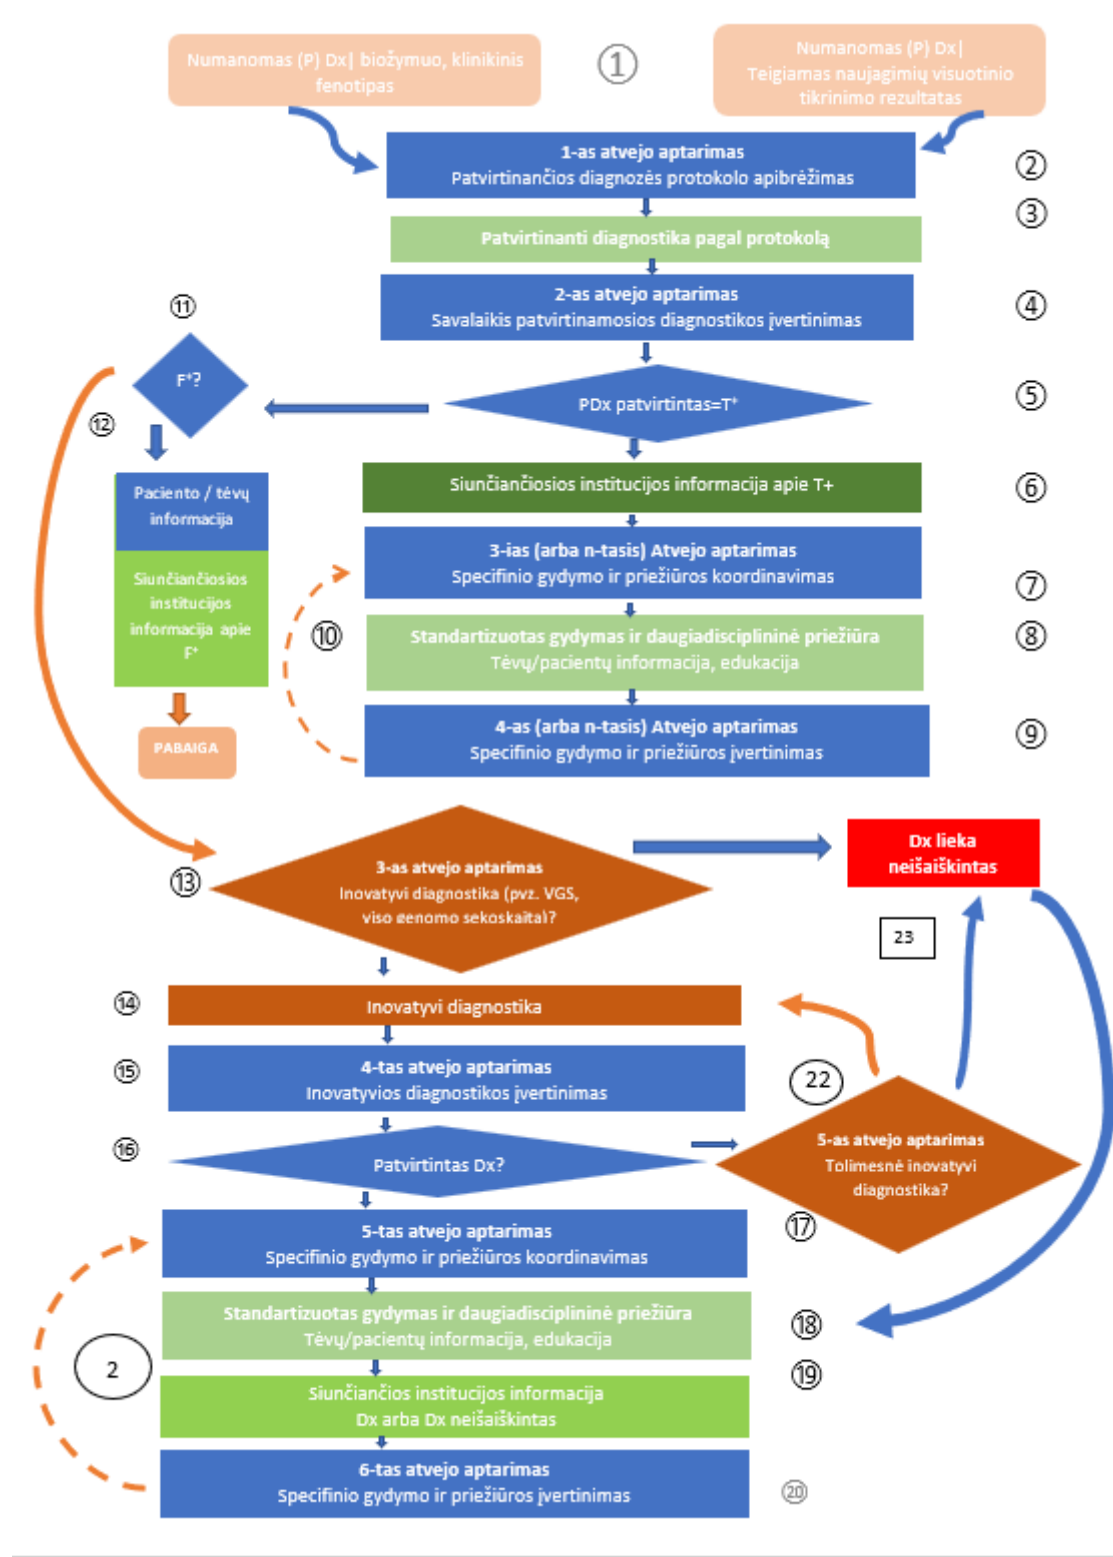 Numanomas (P) Dx| biožymuo, klinikinis
fenotipas
①
Numanomas (P) Dx|
Teigiamas naujagimių visuotinio
tikrinimo rezultatas
1-as atvejo aptarimas
Patvirtinančios diagnozės protokolo apibrėžimas
②
③
Patvirtinanti diagnostika pagal protokolą
2-as atvejo aptarimas
Savalaikis patvirtinamosios diagnostikos įvertinimas
④
⑪
F⁺?
PDx patvirtintas=T⁺
⑤
⑫
Paciento / tėvų
informacija
Siunčiančiosios
institucijos
informacija apie
F⁺
PABAIGA
Siunčiančiosios institucijos informacija apie T+
⑥
3-ias (arba n-tasis) Atvejo aptarimas
Specifinio gydymo ir priežiūros koordinavimas
⑦
⑩
Standartizuotas gydymas ir daugiadisciplininė priežiūra
Tėvų/pacientų informacija, edukacija
⑧
4-as (arba n-tasis) Atvejo aptarimas
Specifinio gydymo ir priežiūros įvertinimas
⑨
⑬
3-as atvejo aptarimas
Inovatyvi diagnostika (pvz. VGS,
viso genomo sekoskaita)?
Dx lieka
neišaiškintas
23
⑭
Inovatyvi diagnostika
⑮
4-tas atvejo aptarimas
Inovatyvios diagnostikos įvertinimas
22
⑯
Patvirtintas Dx?
5-as atvejo aptarimas
Tolimesnė inovatyvi
diagnostika?
⑰
5-tas atvejo aptarimas
Specifinio gydymo ir priežiūros koordinavimas
Standartizuotas gydymas ir daugiadisciplininė priežiūra
Tėvų/pacientų informacija, edukacija
⑱
2
Siunčiančios institucijos informacija
Dx arba Dx neišaiškintas
⑲
6-tas atvejo aptarimas
Specifinio gydymo ir priežiūros įvertinimas
⑳